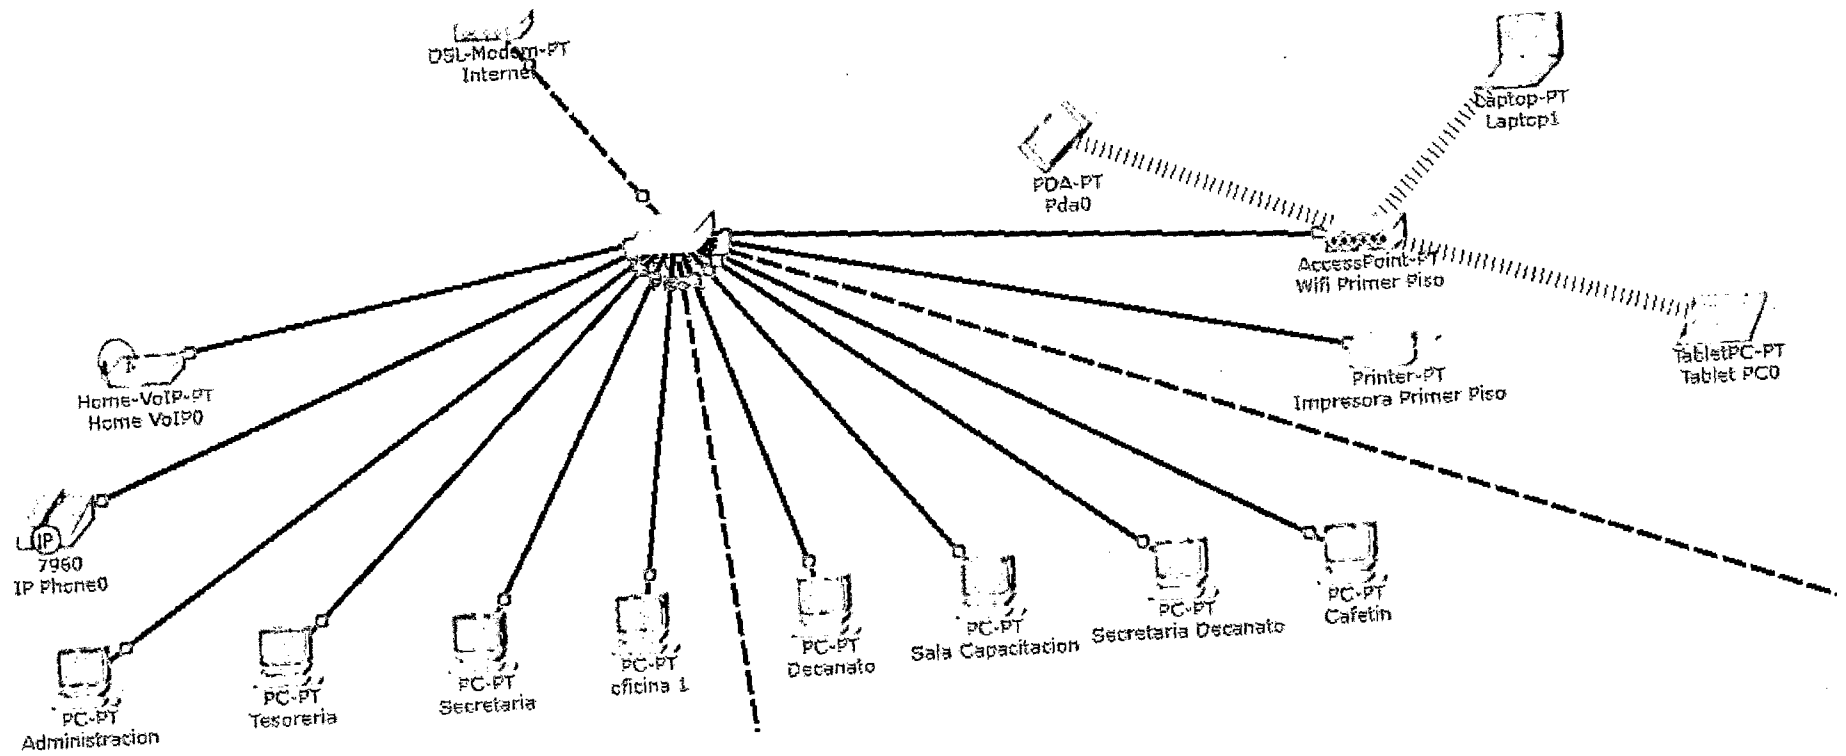 DSL-Modem-PT
Internet
Laptop-PT
Laptop1
PDA-PT
Pda0
AccessPoint-PT
Wifi Primer Piso
Piso 1
TabletPC-PT
Tablet PC0
Printer-PT
Impresora Primer Piso
Home-VoIP-PT
Home VoIP0
IP
7960
IP Phone0
PC-PT
Administracion
PC-PT
Tesoreria
PC-PT
Secretaria
PC-PT
oficina 1
PC-PT
Decanato
PC-PT
Sala Capacitacion
PC-PT
Secretaria Decanato
PC-PT
Cafetin